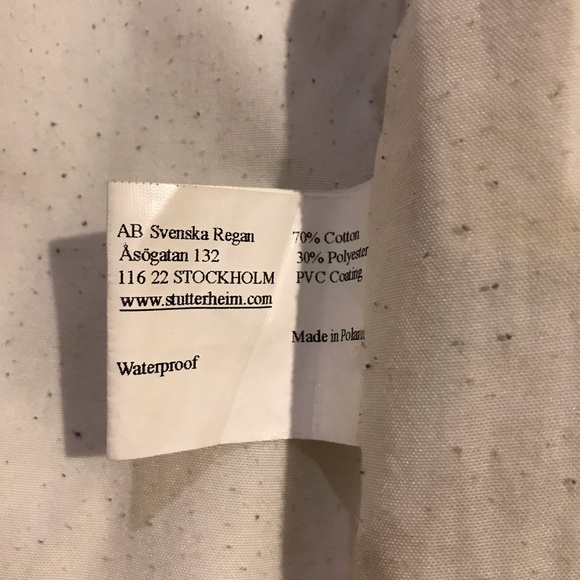 AB Svenska Regan
Åsögatan 132
116 22 STOCKHOLM
www.stutterheim.com
Waterproof
70% Cotton
30% Polyester
PVC Coating
Made in